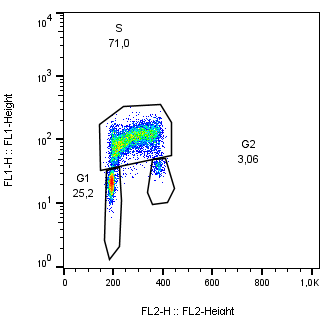 S
71,0
10^4
10^3
10^2
10^1
10^0
FL1-H :: FL1-Height
G2
3,06
G1
25,2
0 200 400 600 800 1,0K
FL2-H :: FL2-Height